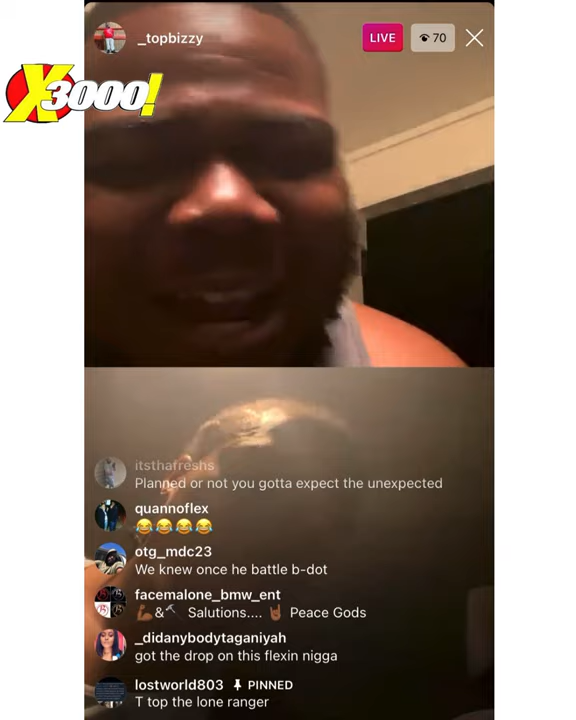 _topbizzy
LIVE
70
X3000!
itsthafreshs
Planned or not you gotta expect the unexpected
quannoflex
😂😂😂😂
otg_mdc23
We knew once he battle b-dot
facemalone_bmw_ent
💪🏾&⛏ Salutions.... 🤘🏾 Peace Gods
_didanybodytaganiyah
got the drop on this flexin nigga
lostworld803 PINNED
T top the lone ranger